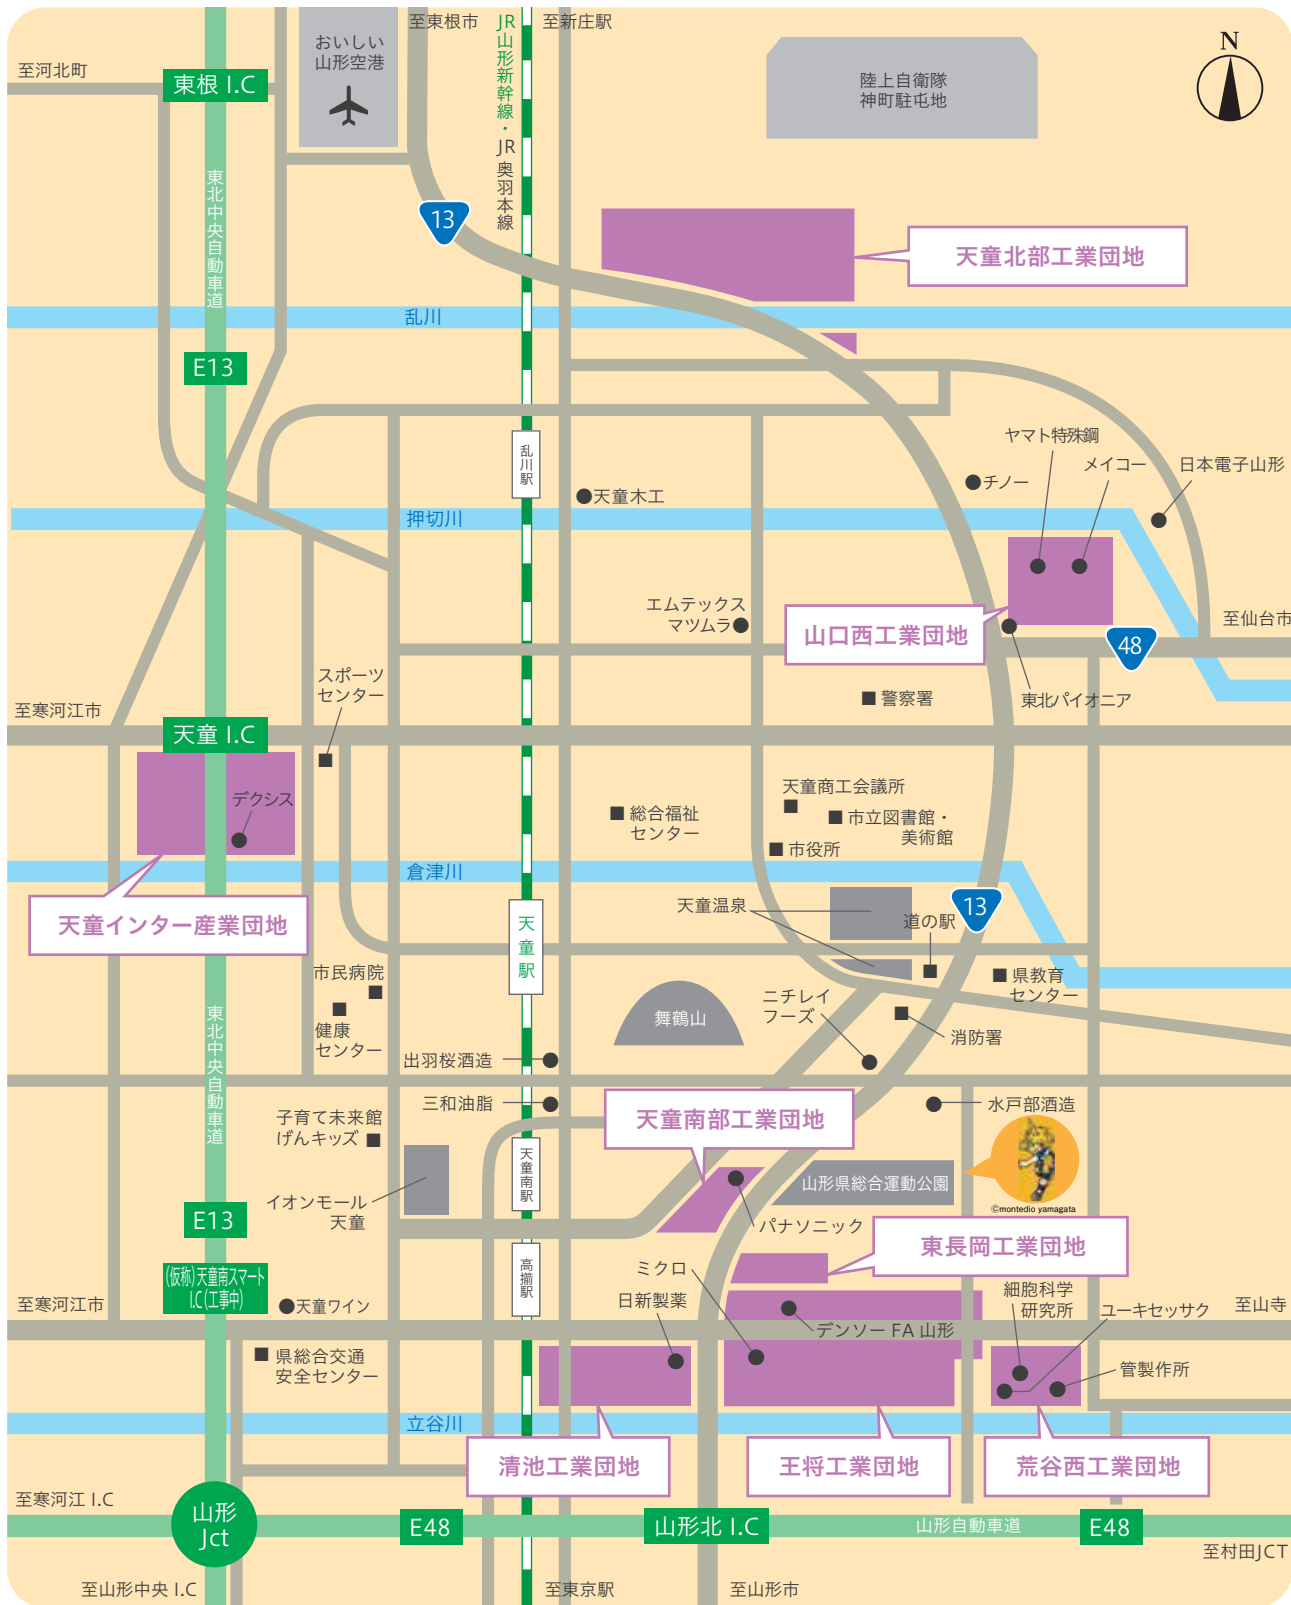 至東根市
至新庄駅
JR山形新幹線・JR奥羽本線
おいしい
山形空港
至河北町
東根 I.C
陸上自衛隊
神町駐屯地
N
東北中央自動車道
13
天童北部工業団地
乱川
E13
乱川駅
ヤマト特殊鋼
メイコー
日本電子山形
チノー
天童木工
押切川
エムテックス
マツムラ
山口西工業団地
至仙台市
48
スポーツ
センター
警察署
東北パイオニア
至寒河江市
天童 I.C
デクシス
天童商工会議所
総合福祉
センター
市立図書館・
美術館
市役所
倉津川
天童インター産業団地
天童駅
天童温泉
13
道の駅
市民病院
県教育
センター
ニチレイ
フーズ
健康
センター
舞鶴山
消防署
東北中央自動車道
出羽桜酒造
三和油脂
天童南部工業団地
水戸部酒造
子育て未来館
げんキッズ
天童南駅
山形県総合運動公園
©montedio yamagata
イオンモール
天童
E13
パナソニック
東長岡工業団地
高擶駅
ミクロ
(仮称)天童南スマート
I.C(工事中)
天童ワイン
日新製薬
細胞科学
研究所
ユーキセッサク
至寒河江市
至山寺
デンソー FA 山形
県総合交通
安全センター
管製作所
立谷川
清池工業団地
王将工業団地
荒谷西工業団地
至寒河江 I.C
山形
Jct
E48
山形北 I.C
山形自動車道
E48
至村田JCT
至山形中央 I.C
至東京駅
至山形市